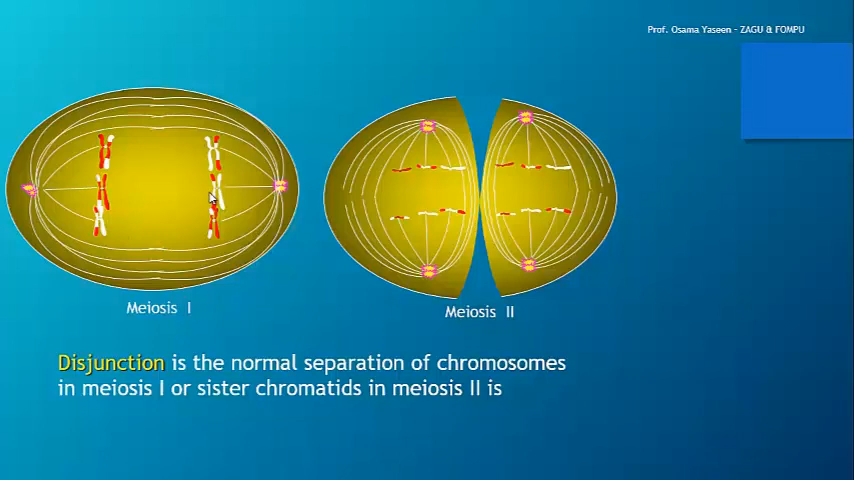 Prof. Osama Yaseen - ZAGU & FOMPU
Meiosis I
Meiosis II
Disjunction is the normal separation of chromosomes
in meiosis I or sister chromatids in meiosis II is